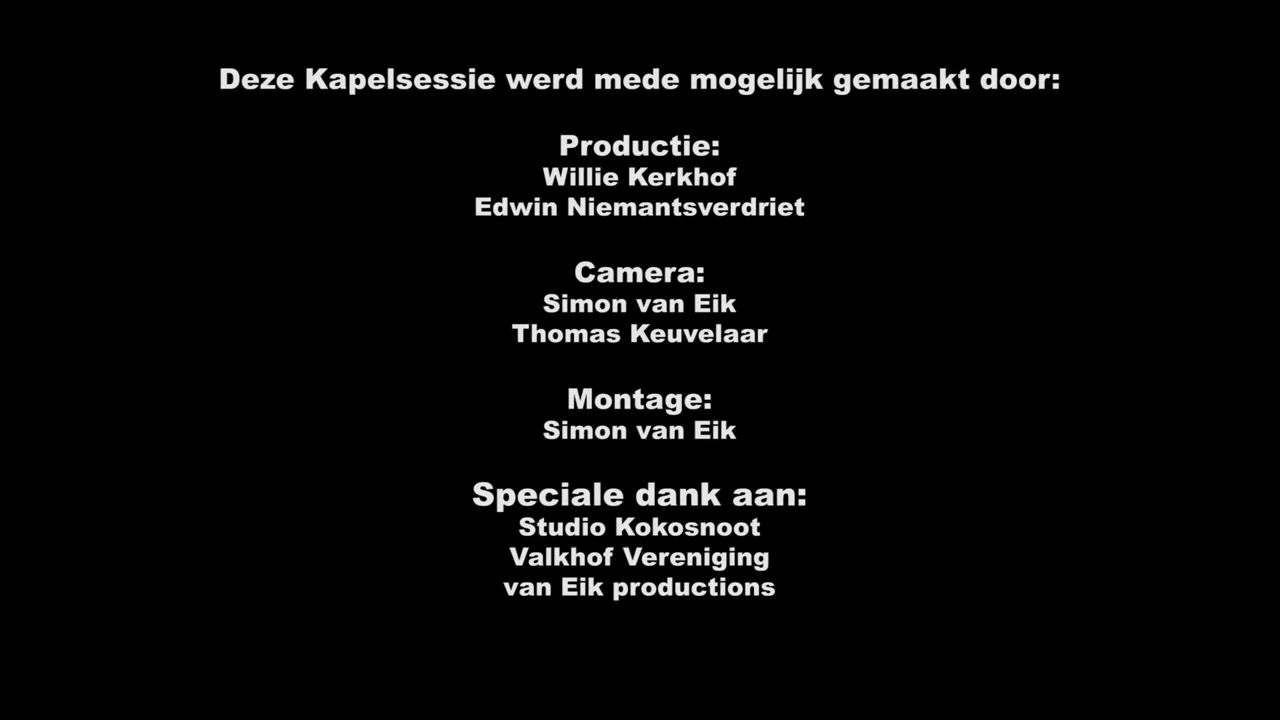 Deze Kapelsessie werd mede mogelijk gemaakt door:
Productie:
Willie Kerkhof
Edwin Niemantsverdriet
Camera:
Simon van Eik
Thomas Keuvelaar
Montage:
Simon van Eik
Speciale dank aan:
Studio Kokosnoot
Valkhof Vereniging
van Eik productions